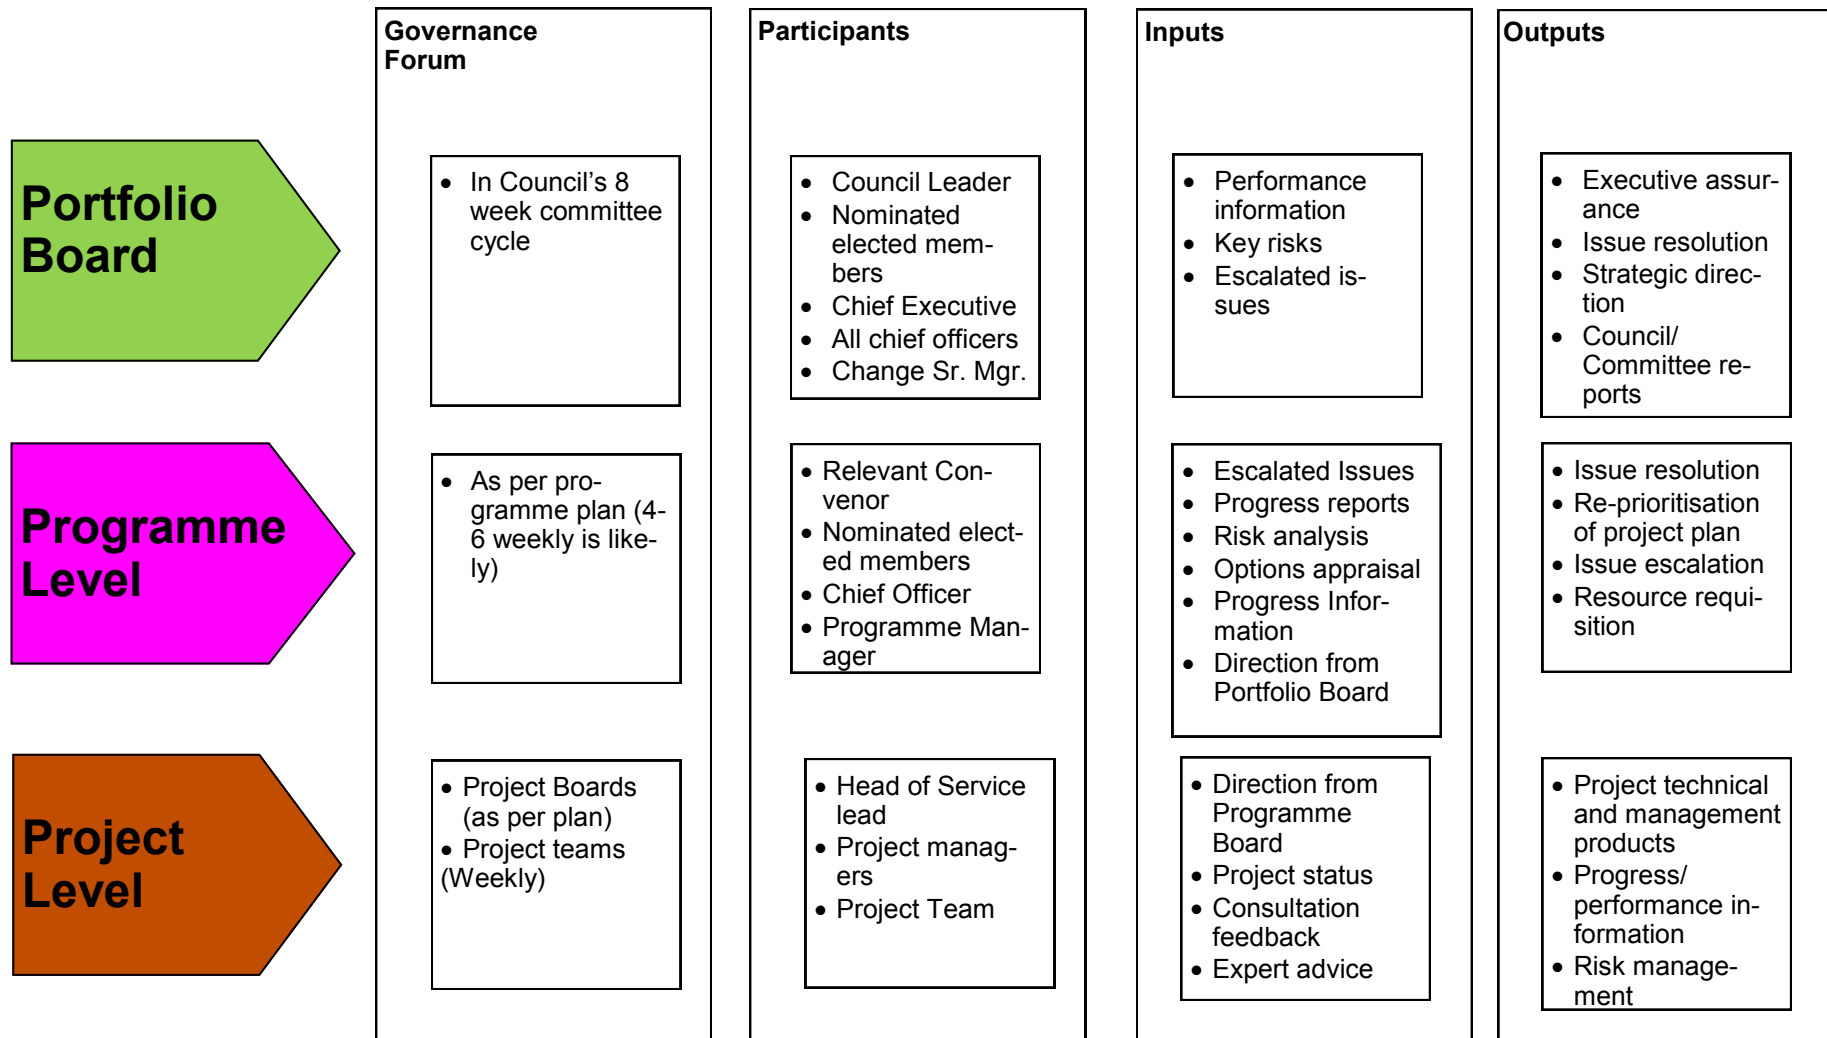 Governance
Forum
Participants
Inputs
Outputs
Portfolio
Board
• In Council's 8
week committee
cycle
• Council Leader
• Nominated
elected mem-
bers
• Chief Executive
• All chief officers
• Change Sr. Mgr.
• Performance
information
• Key risks
• Escalated is-
sues
• Executive assur-
ance
• Issue resolution
• Strategic direc-
tion
• Council/
Committee re-
ports
Programme
Level
• As per pro-
gramme plan (4-
6 weekly is like-
ly)
• Relevant Con-
venor
• Nominated elect-
ed members
• Chief Officer
• Programme Man-
ager
• Escalated Issues
• Progress reports
• Risk analysis
• Options appraisal
• Progress Infor-
mation
• Direction from
Portfolio Board
• Issue resolution
• Re-prioritisation
of project plan
• Issue escalation
• Resource requi-
sition
Project
Level
• Project Boards
(as per plan)
• Project teams
(Weekly)
• Head of Service
lead
• Project manag-
ers
• Project Team
• Direction from
Programme
Board
• Project status
• Consultation
feedback
• Expert advice
• Project technical
and management
products
• Progress/
performance in-
formation
• Risk manage-
ment